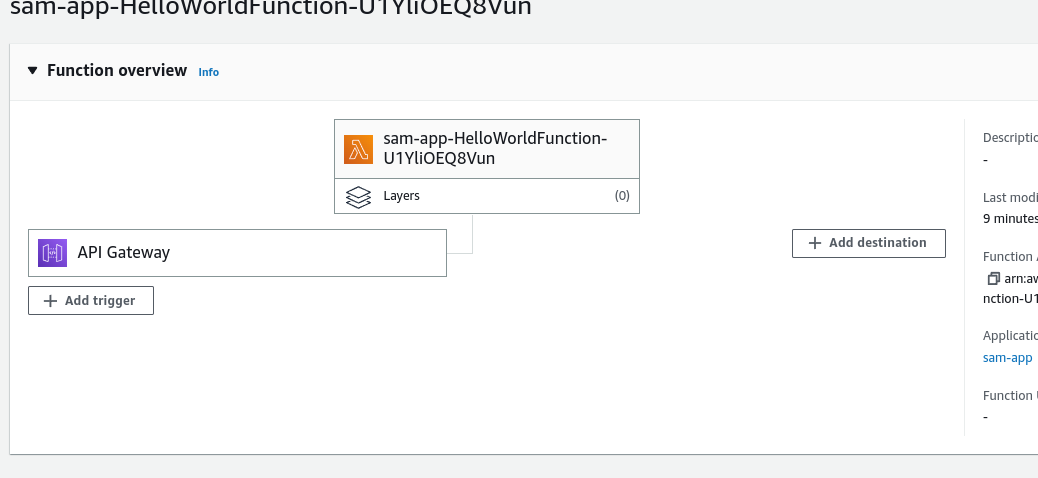 sam-app-HelloWorldFunction-U1YliOEQ8Vun
Function overview
Info
sam-app-HelloWorldFunction-
U1YliOEQ8Vun
Layers
(0)
API Gateway
Add trigger
Add destination
Descriptio
-
Last modi
9 minutes
Function A
arn:aw
nction-U1
Applicatio
sam-app
Function U
-